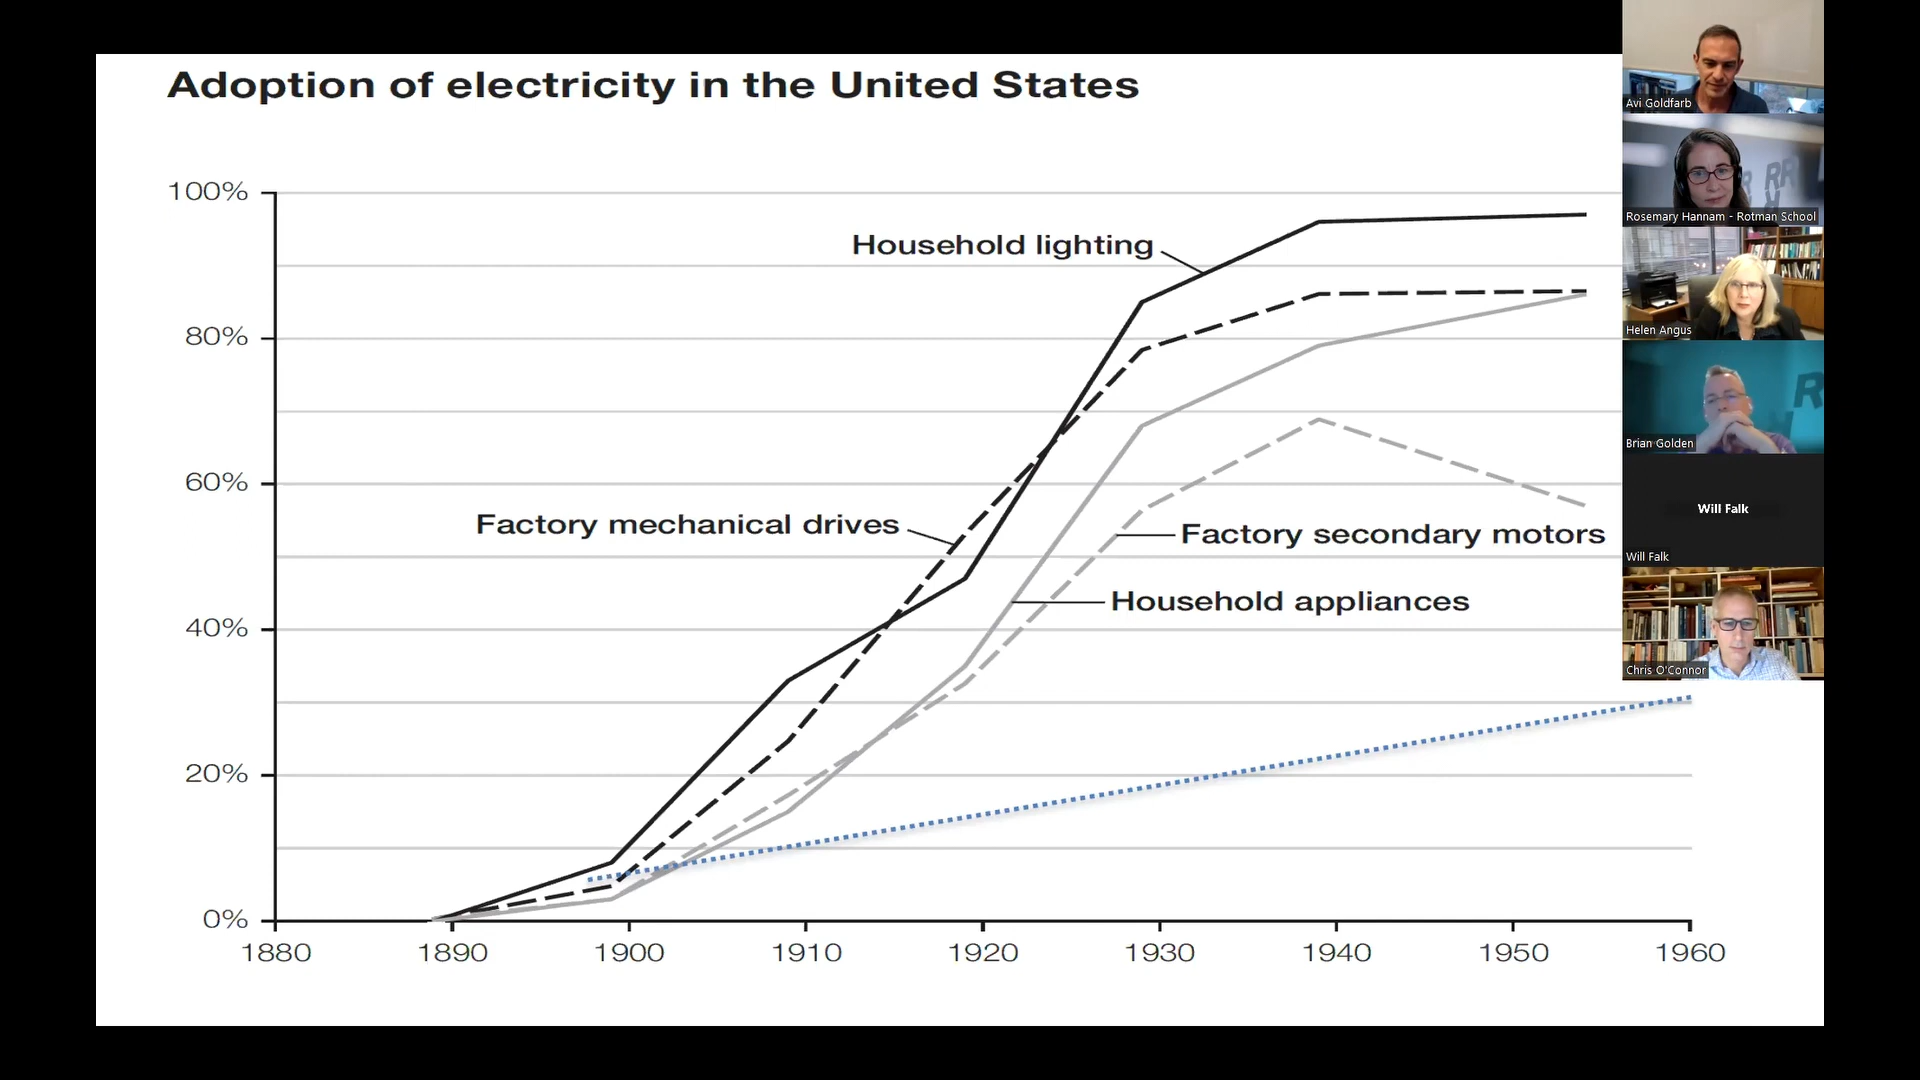 Adoption of electricity in the United States
100%
80%
60%
40%
20%
0%
Household lighting
Factory mechanical drives
Factory secondary motors
Household appliances
1880 1890 1900 1910 1920 1930 1940 1950 1960
Avi Goldfarb
Rosemary Hannam - Rotman School
Helen Angus
Brian Golden
Will Falk
Will Falk
Chris O'Connor